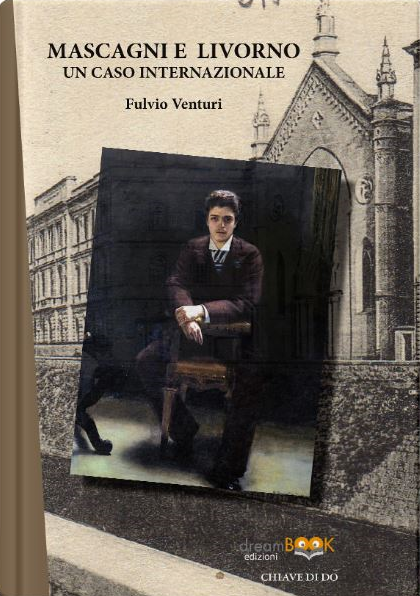 MASCAGNI E LIVORNO
UN CASO INTERNAZIONALE
Fulvio Venturi
dreamBOOK
edizioni
CHIAVE DI DO